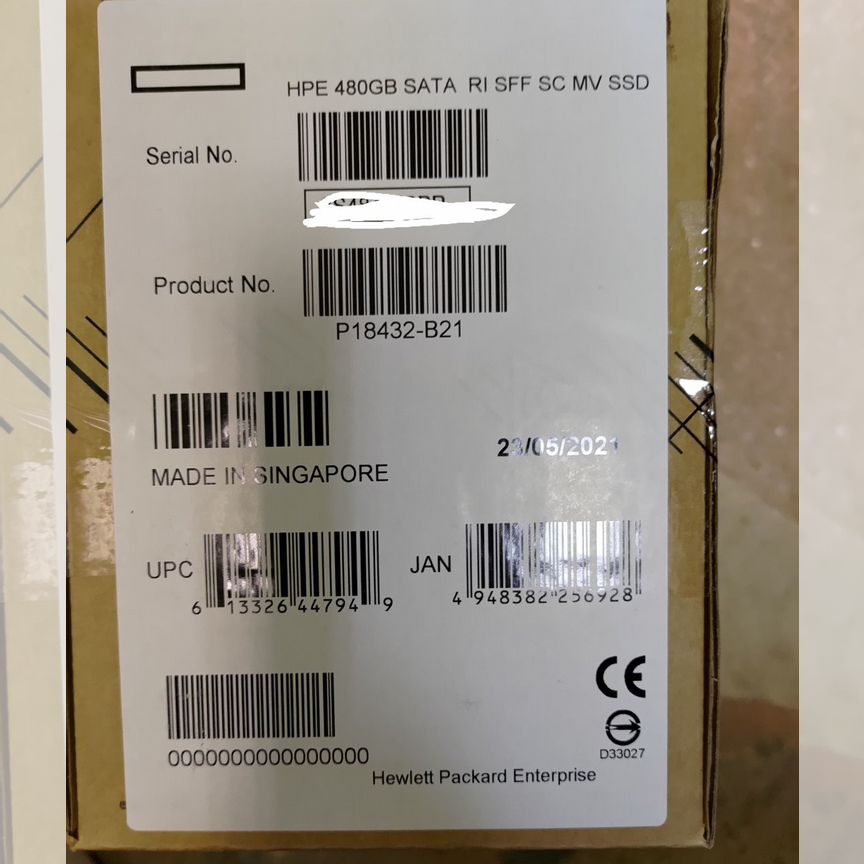 HPE 480GB SATA RI SFF SC MV SSD
Serial No.
Product No.
P18432-B21
MADE IN SINGAPORE
23/05/2021
UPC
6 13326 44794 9
JAN
4 948382 256928
0000000000000000
CE
D33027
Hewlett Packard Enterprise